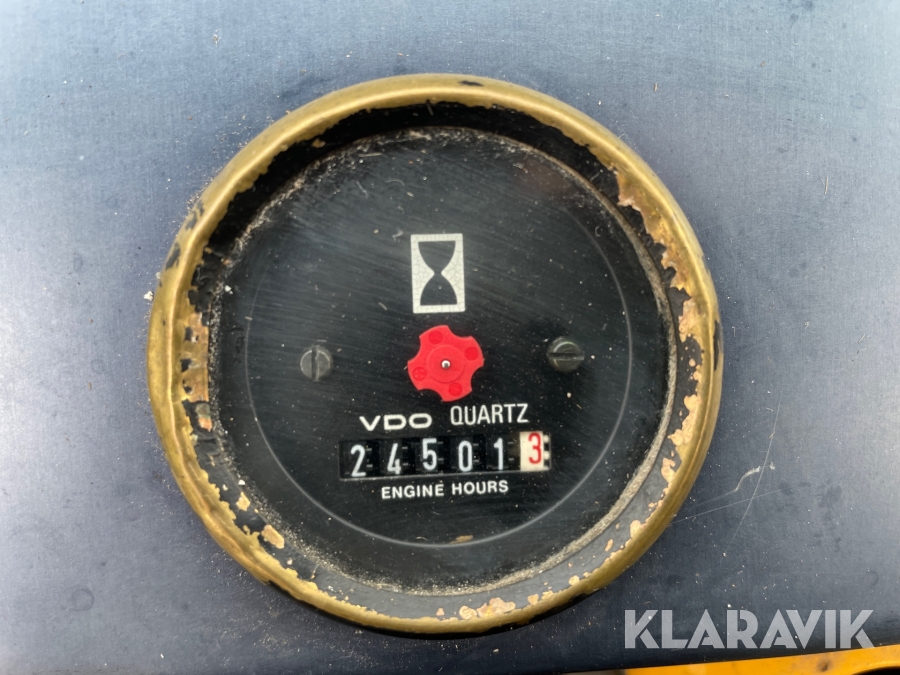 VDO QUARTZ
245013
ENGINE HOURS
KLARAVIK